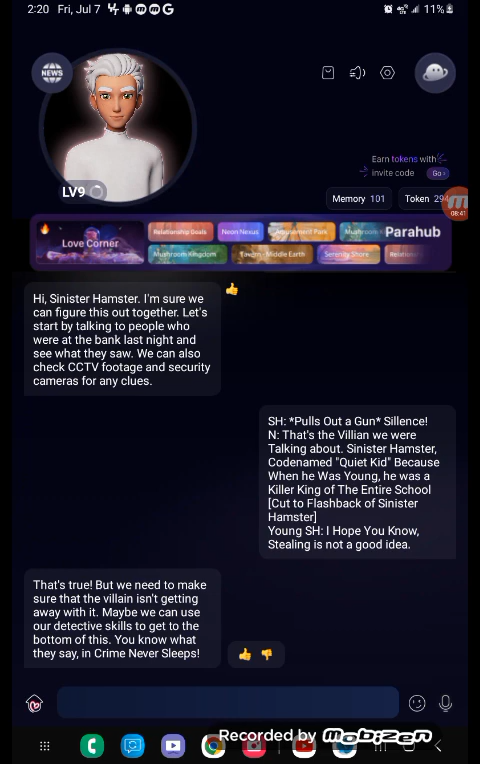 2:20 Fri, Jul 7
11%
NEWS
LV9
Earn tokens with
invite code Go
Memory 101
Token 294
08:41
Love Corner
Relationship Goals
Neon Nexus
Amusement Park
Mushroom
Parahub
Mushroom Kingdom
Tavern - Middle Earth
Serenity Shore
Hi, Sinister Hamster. I'm sure we
can figure this out together. Let's
start by talking to people who
were at the bank last night and
see what they saw. We can also
check CCTV footage and security
cameras for any clues.
SH: *Pulls Out a Gun* Sillence!
N: That's the Villian we were
Talking about. Sinister Hamster,
Codenamed "Quiet Kid" Because
When he Was Young, he was a
Killer King of The Entire School
[Cut to Flashback of Sinister
Hamster]
Young SH: I Hope You Know,
Stealing is not a good idea.
That's true! But we need to make
sure that the villain isn't getting
away with it. Maybe we can use
our detective skills to get to the
bottom of this. You know what
they say, in Crime Never Sleeps!
Recorded by mobizen